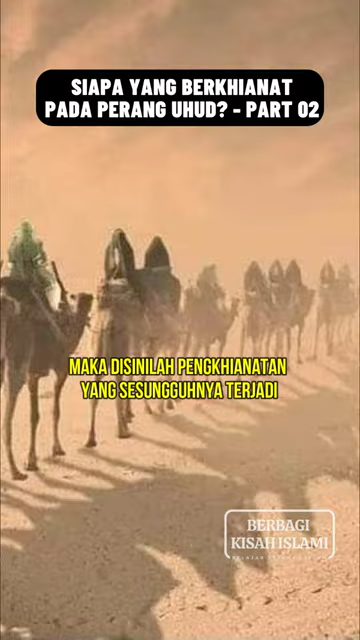 SIAPA YANG BERKHIANAT
PADA PERANG UHUD? - PART 02
MAKA DISINILAH PENGKHIANATAN
YANG SESUNGGUHNYA TERJADI
BERBAGI
KISAH ISLAMI